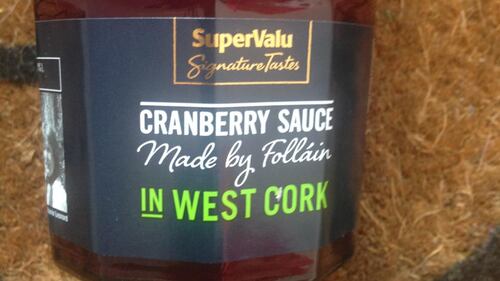 SuperValu
Signature Tastes
CRANBERRY SAUCE
Made by Folláin
IN WEST CORK